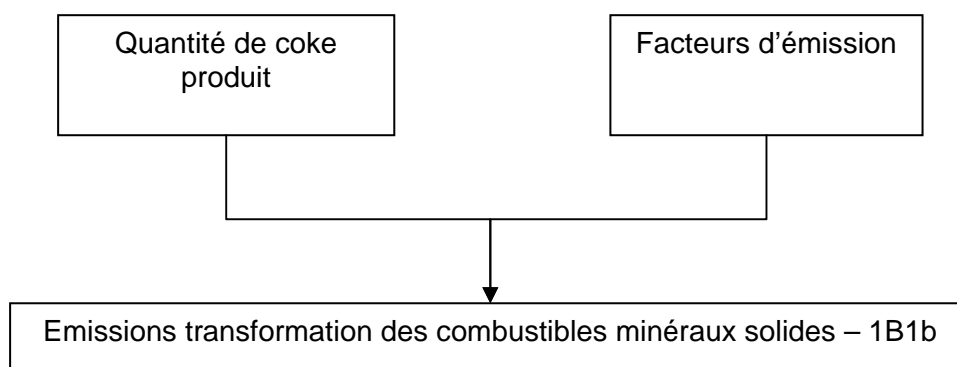 Quantité de coke
produit
Facteurs d’émission
Emissions transformation des combustibles minéraux solides – 1B1b